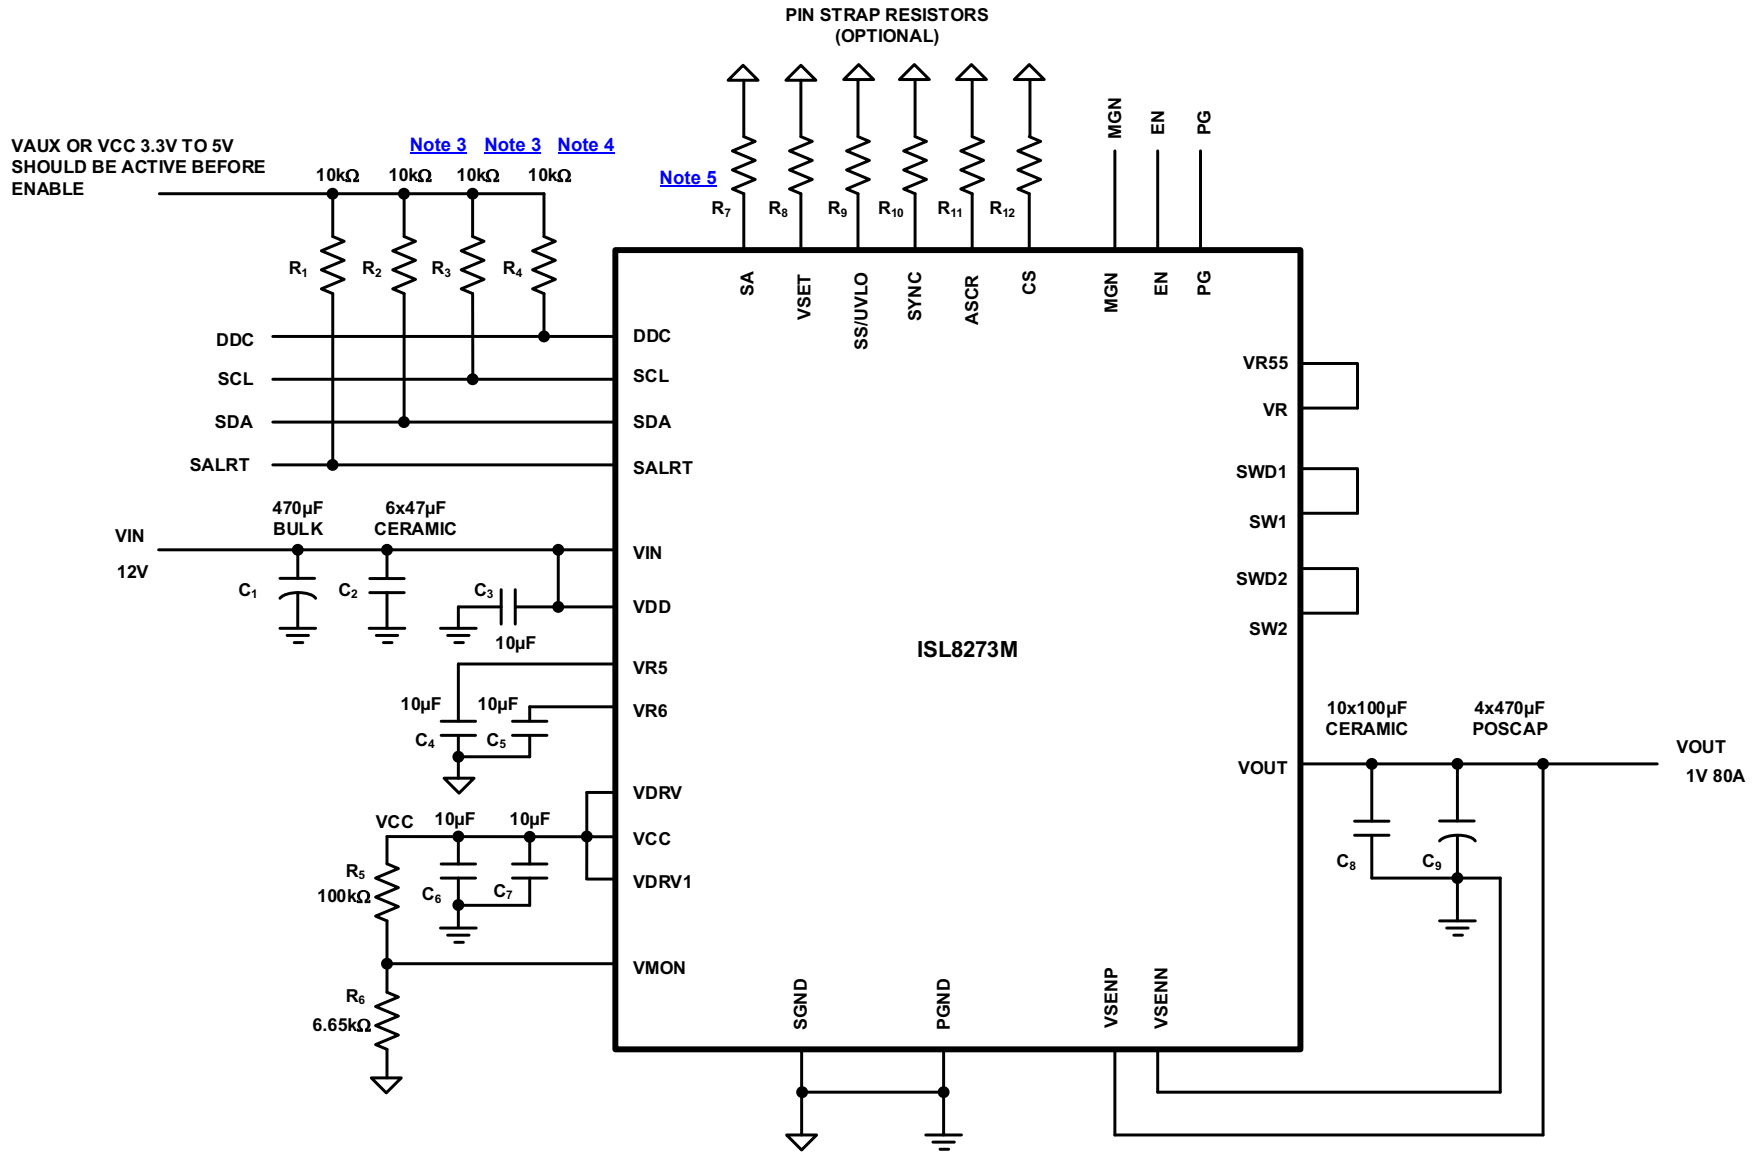 PIN STRAP RESISTORS
(OPTIONAL)
VAUX OR VCC 3.3V TO 5V
SHOULD BE ACTIVE BEFORE
ENABLE
Note 3
Note 3
Note 4
10kΩ
10kΩ
10kΩ
10kΩ
Note 5
R7
R8
R9
R10
R11
R12
MGN
EN
PG
R1
R2
R3
R4
SA
VSET
SS/UVLO
SYNC
ASCR
CS
MGN
EN
PG
DDC
DDC
SCL
SCL
SDA
SDA
SALRT
SALRT
VR55
VR
SWD1
SW1
SWD2
SW2
470µF
BULK
6x47µF
CERAMIC
VIN
12V
VIN
C1
C2
C3
10µF
VDD
ISL8273M
VR5
VR6
10µF
10µF
C4
C5
VDRV
VCC
10µF
10µF
VCC
VDRV1
R5
100kΩ
C6
C7
VMON
R6
6.65kΩ
10x100µF
CERAMIC
4x470µF
POSCAP
VOUT
VOUT
1V 80A
C8
C9
SGND
PGND
VSENP
VSENN